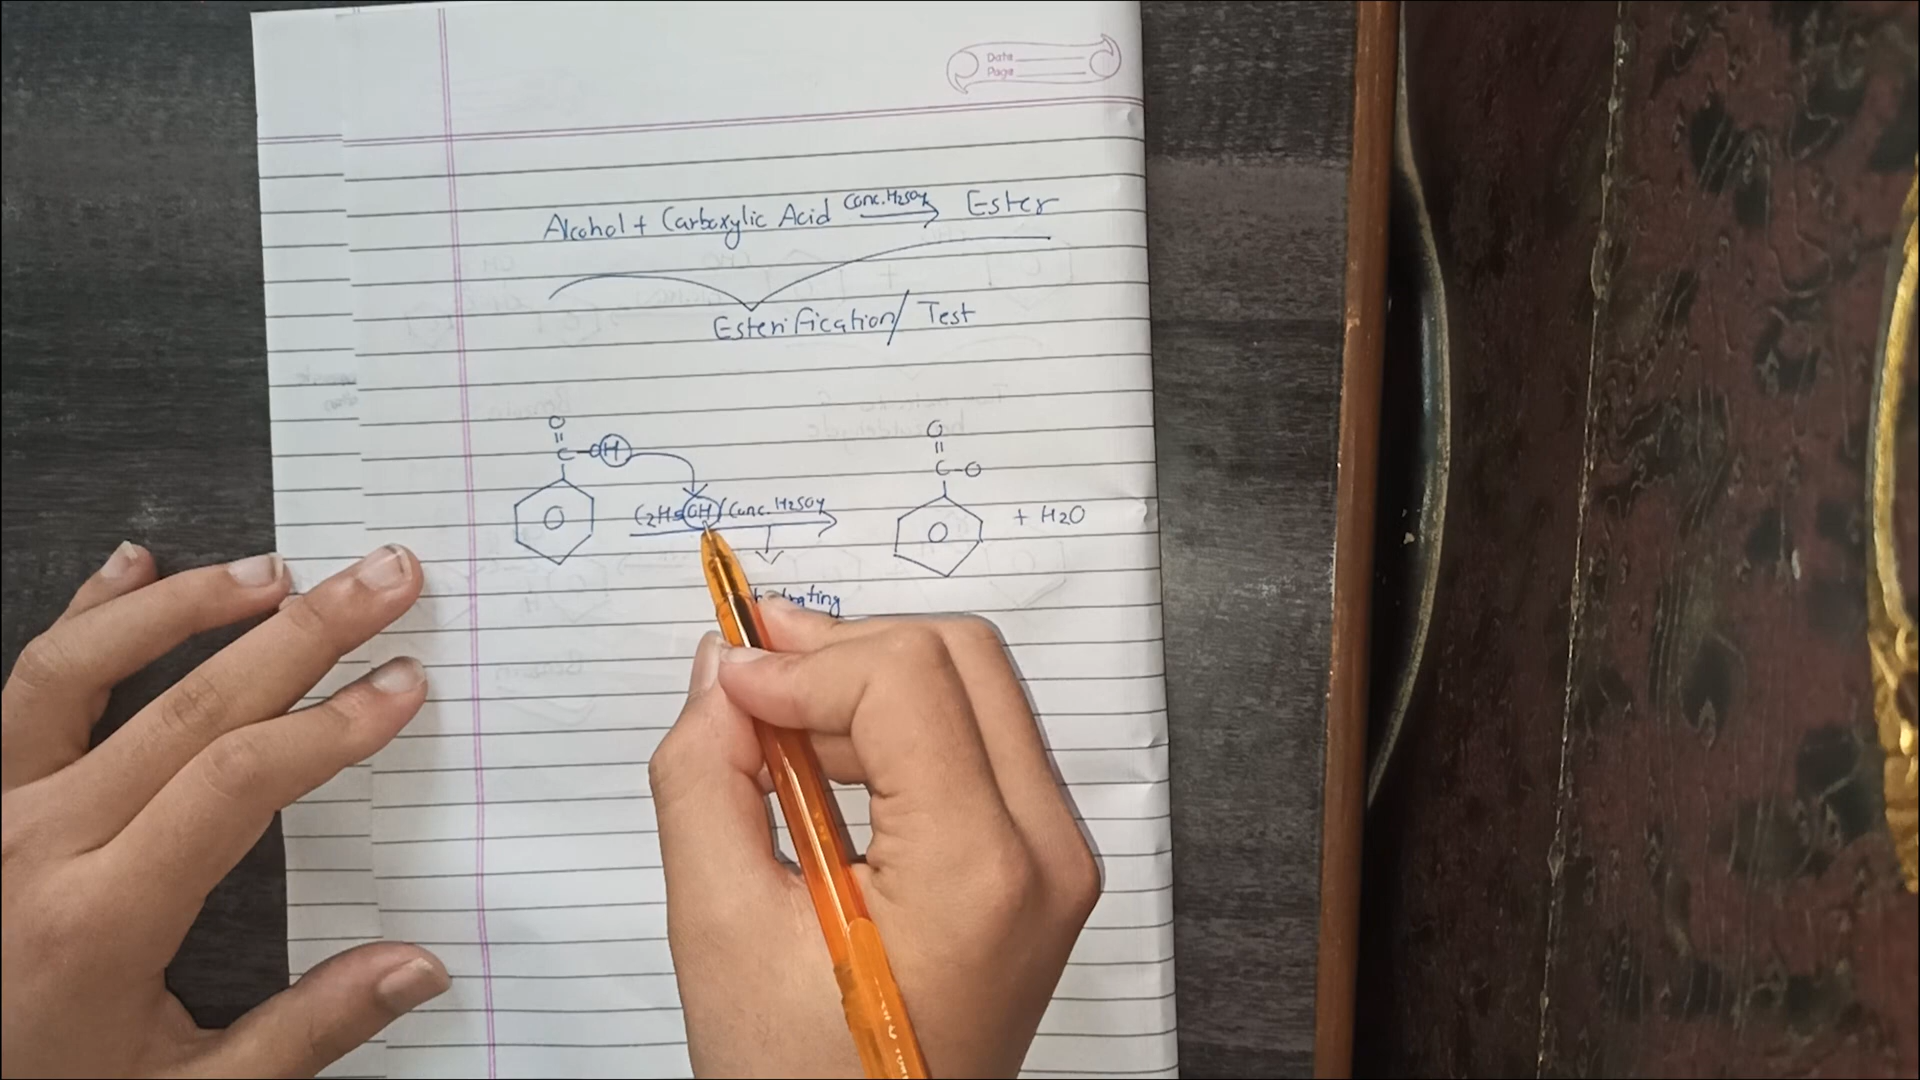 Date
Page
Alcohol + Carboxylic Acid Conc. H2SO4 Ester
Esterification/ Test
O
C-OH
C2H5OH/Conc. H2SO4
O
C-O
+ H2O